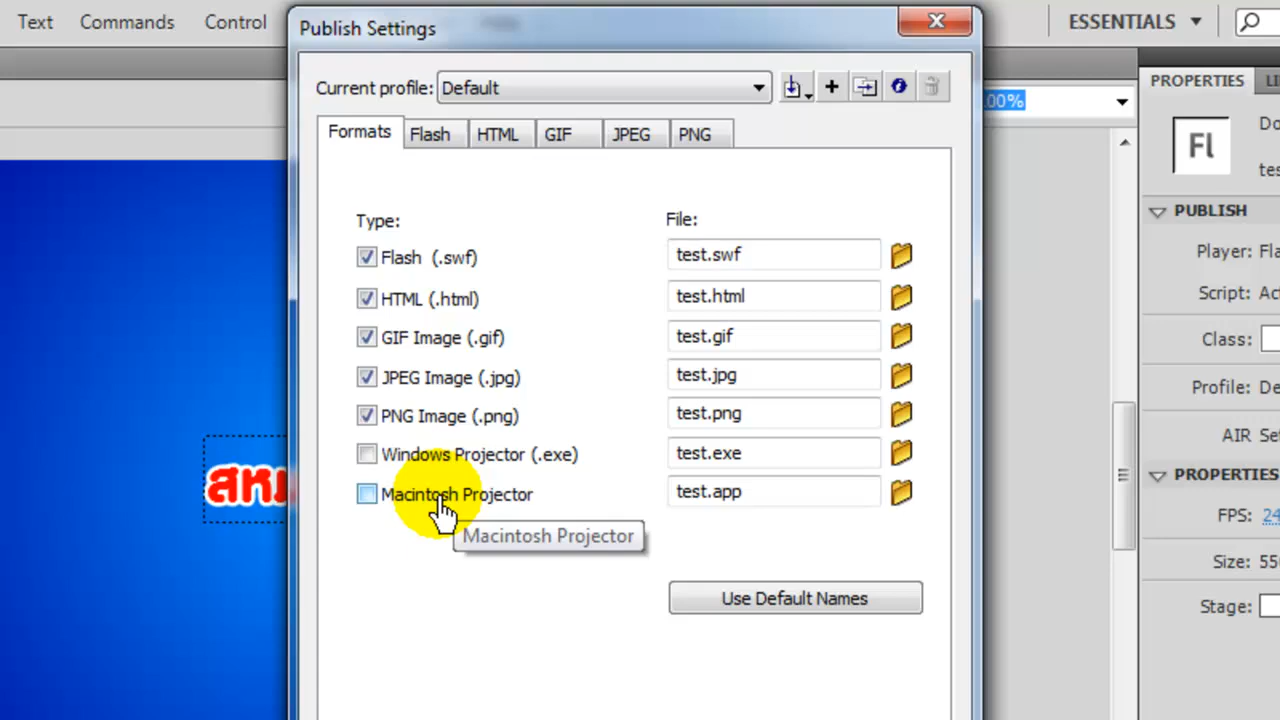 Text Commands Control
ESSENTIALS
Publish Settings
Current profile: Default
PROPERTIES
Formats Flash HTML GIF JPEG PNG
Fl
Type: File:
PUBLISH
Flash (.swf) test.swf
Player:
HTML (.html) test.html
Script:
GIF Image (.gif) test.gif
Class:
JPEG Image (.jpg) test.jpg
Profile:
PNG Image (.png) test.png
AIR
Windows Projector (.exe) test.exe
PROPERTIES
Macintosh Projector test.app
FPS: 24
Macintosh Projector
Size:
Use Default Names
Stage: